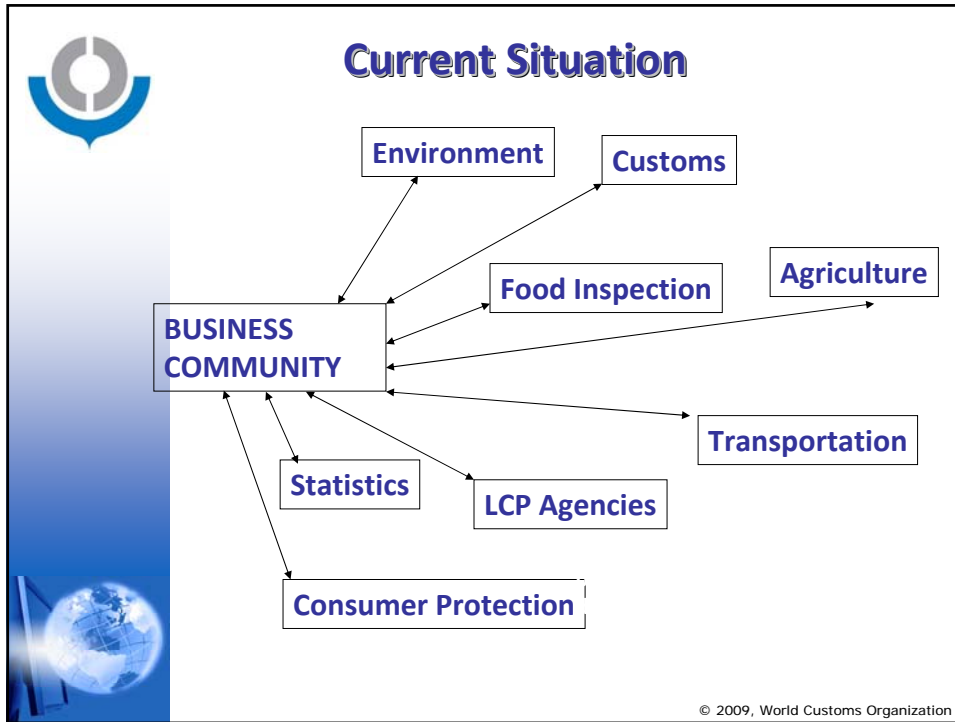 Current Situation
Environment
Customs
Agriculture
Food Inspection
BUSINESS
COMMUNITY
Transportation
Statistics
LCP Agencies
Consumer Protection
© 2009, World Customs Organization